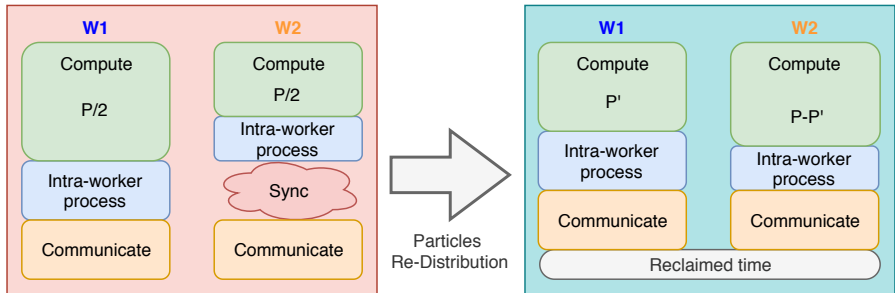 W1
W2
Compute
P/2
Intra-worker
process
Communicate
Compute
P/2
Intra-worker
process
Sync
Communicate
Particles
Re-Distribution
W1
W2
Compute
P'
Intra-worker
process
Communicate
Compute
P-P'
Intra-worker
process
Communicate
Reclaimed time